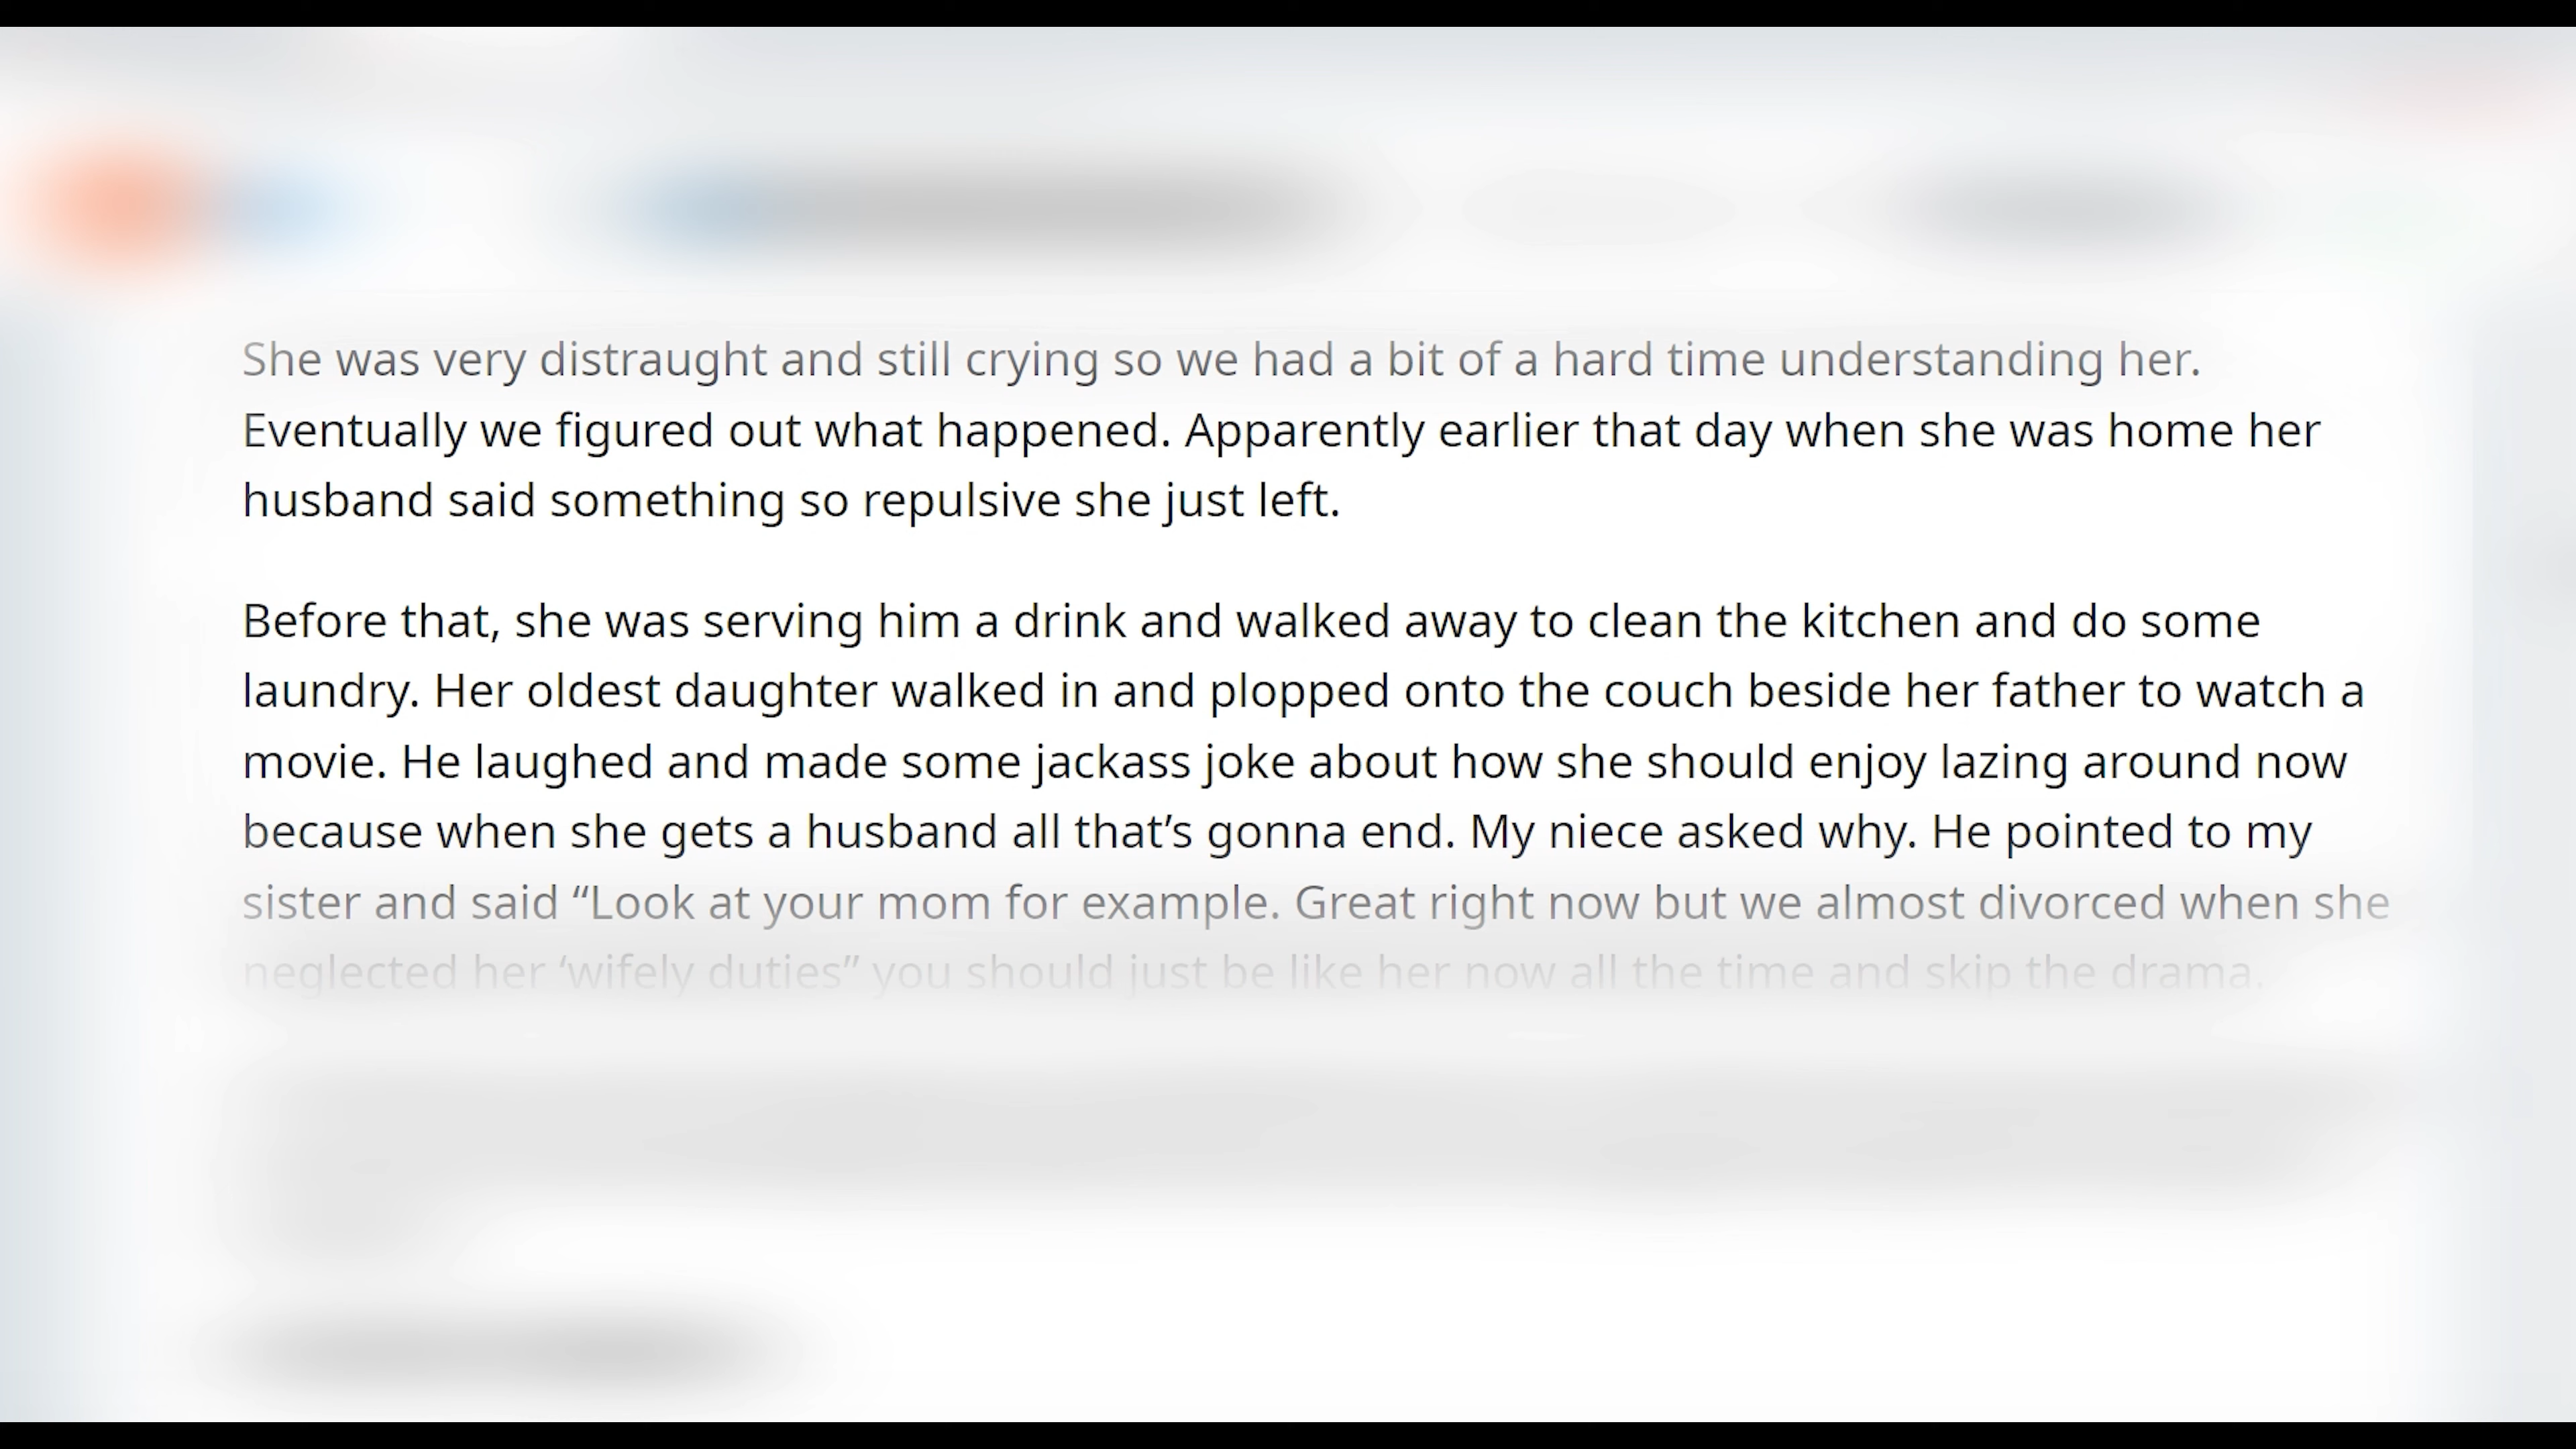 She was very distraught and still crying so we had a bit of a hard time understanding her.
Eventually we figured out what happened. Apparently earlier that day when she was home her
husband said something so repulsive she just left.
Before that, she was serving him a drink and walked away to clean the kitchen and do some
laundry. Her oldest daughter walked in and plopped onto the couch beside her father to watch a
movie. He laughed and made some jackass joke about how she should enjoy lazing around now
because when she gets a husband all that’s gonna end. My niece asked why. He pointed to my
sister and said “Look at your mom for example. Great right now but we almost divorced when she
neglected her ‘wifely duties” you should just be like her now all the time and skip the drama.